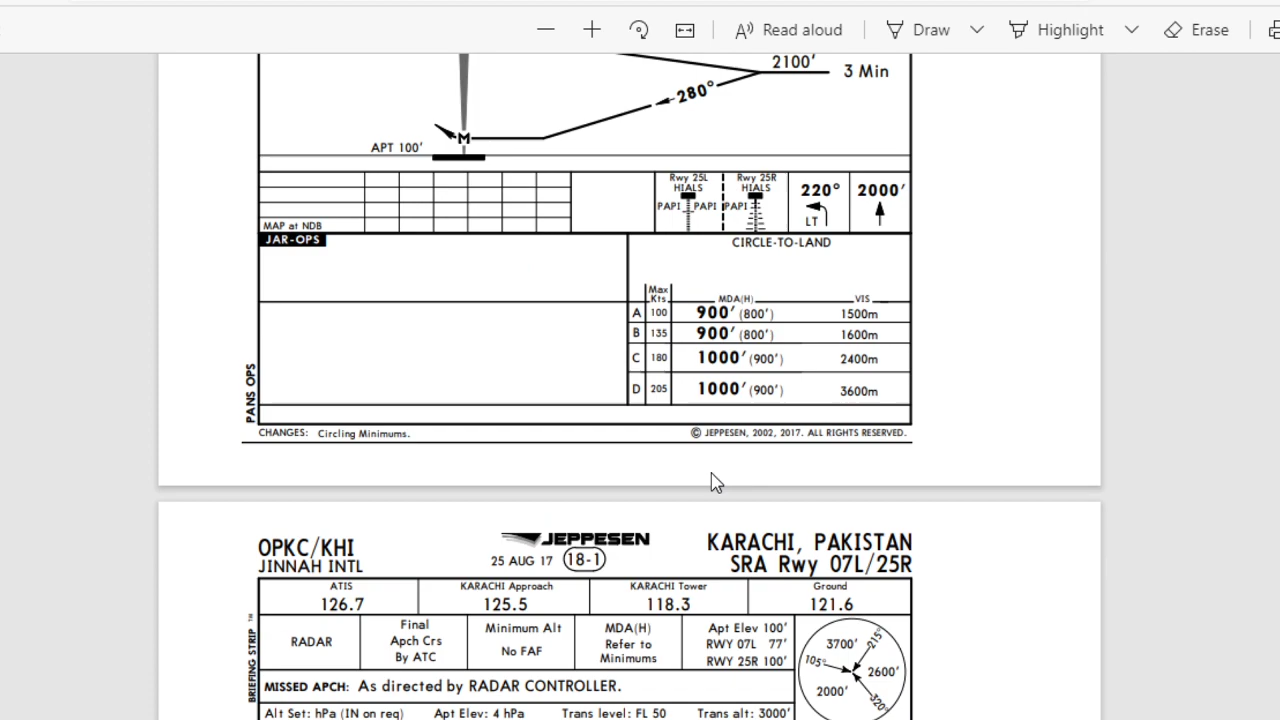 Read aloud
Draw
Highlight
Erase
2100'
3 Min
280°
M
APT 100'
Rwy 25L
HIALS
Rwy 25R
HIALS
PAPI PAPI PAPI
220°
LT
2000'
MAP at NDB
JAR-OPS
CIRCLE-TO-LAND
Max
Kts
MDA(H)
VIS
A 100 900' (800') 1500m
B 135 900' (800') 1600m
C 180 1000' (900') 2400m
D 205 1000' (900') 3600m
PANS OPS
CHANGES: Circling Minimums.
© JEPPESEN, 2002, 2017. ALL RIGHTS RESERVED.
OPKC/KHI
JINNAH INTL
JEPPESEN
25 AUG 17 18-1
KARACHI, PAKISTAN
SRA Rwy 07L/25R
ATIS
126.7
KARACHI Approach
125.5
KARACHI Tower
118.3
Ground
121.6
BRIEFING STRIP TM
RADAR
Final
Apch Crs
By ATC
Minimum Alt
No FAF
MDA(H)
Refer to
Minimums
Apt Elev 100'
RWY 07L 77'
RWY 25R 100'
3700'
215°
105°
2600'
2000'
320°
MISSED APCH: As directed by RADAR CONTROLLER.
Alt Set: hPa (IN on req) Apt Elev: 4 hPa Trans level: FL 50 Trans alt: 3000'